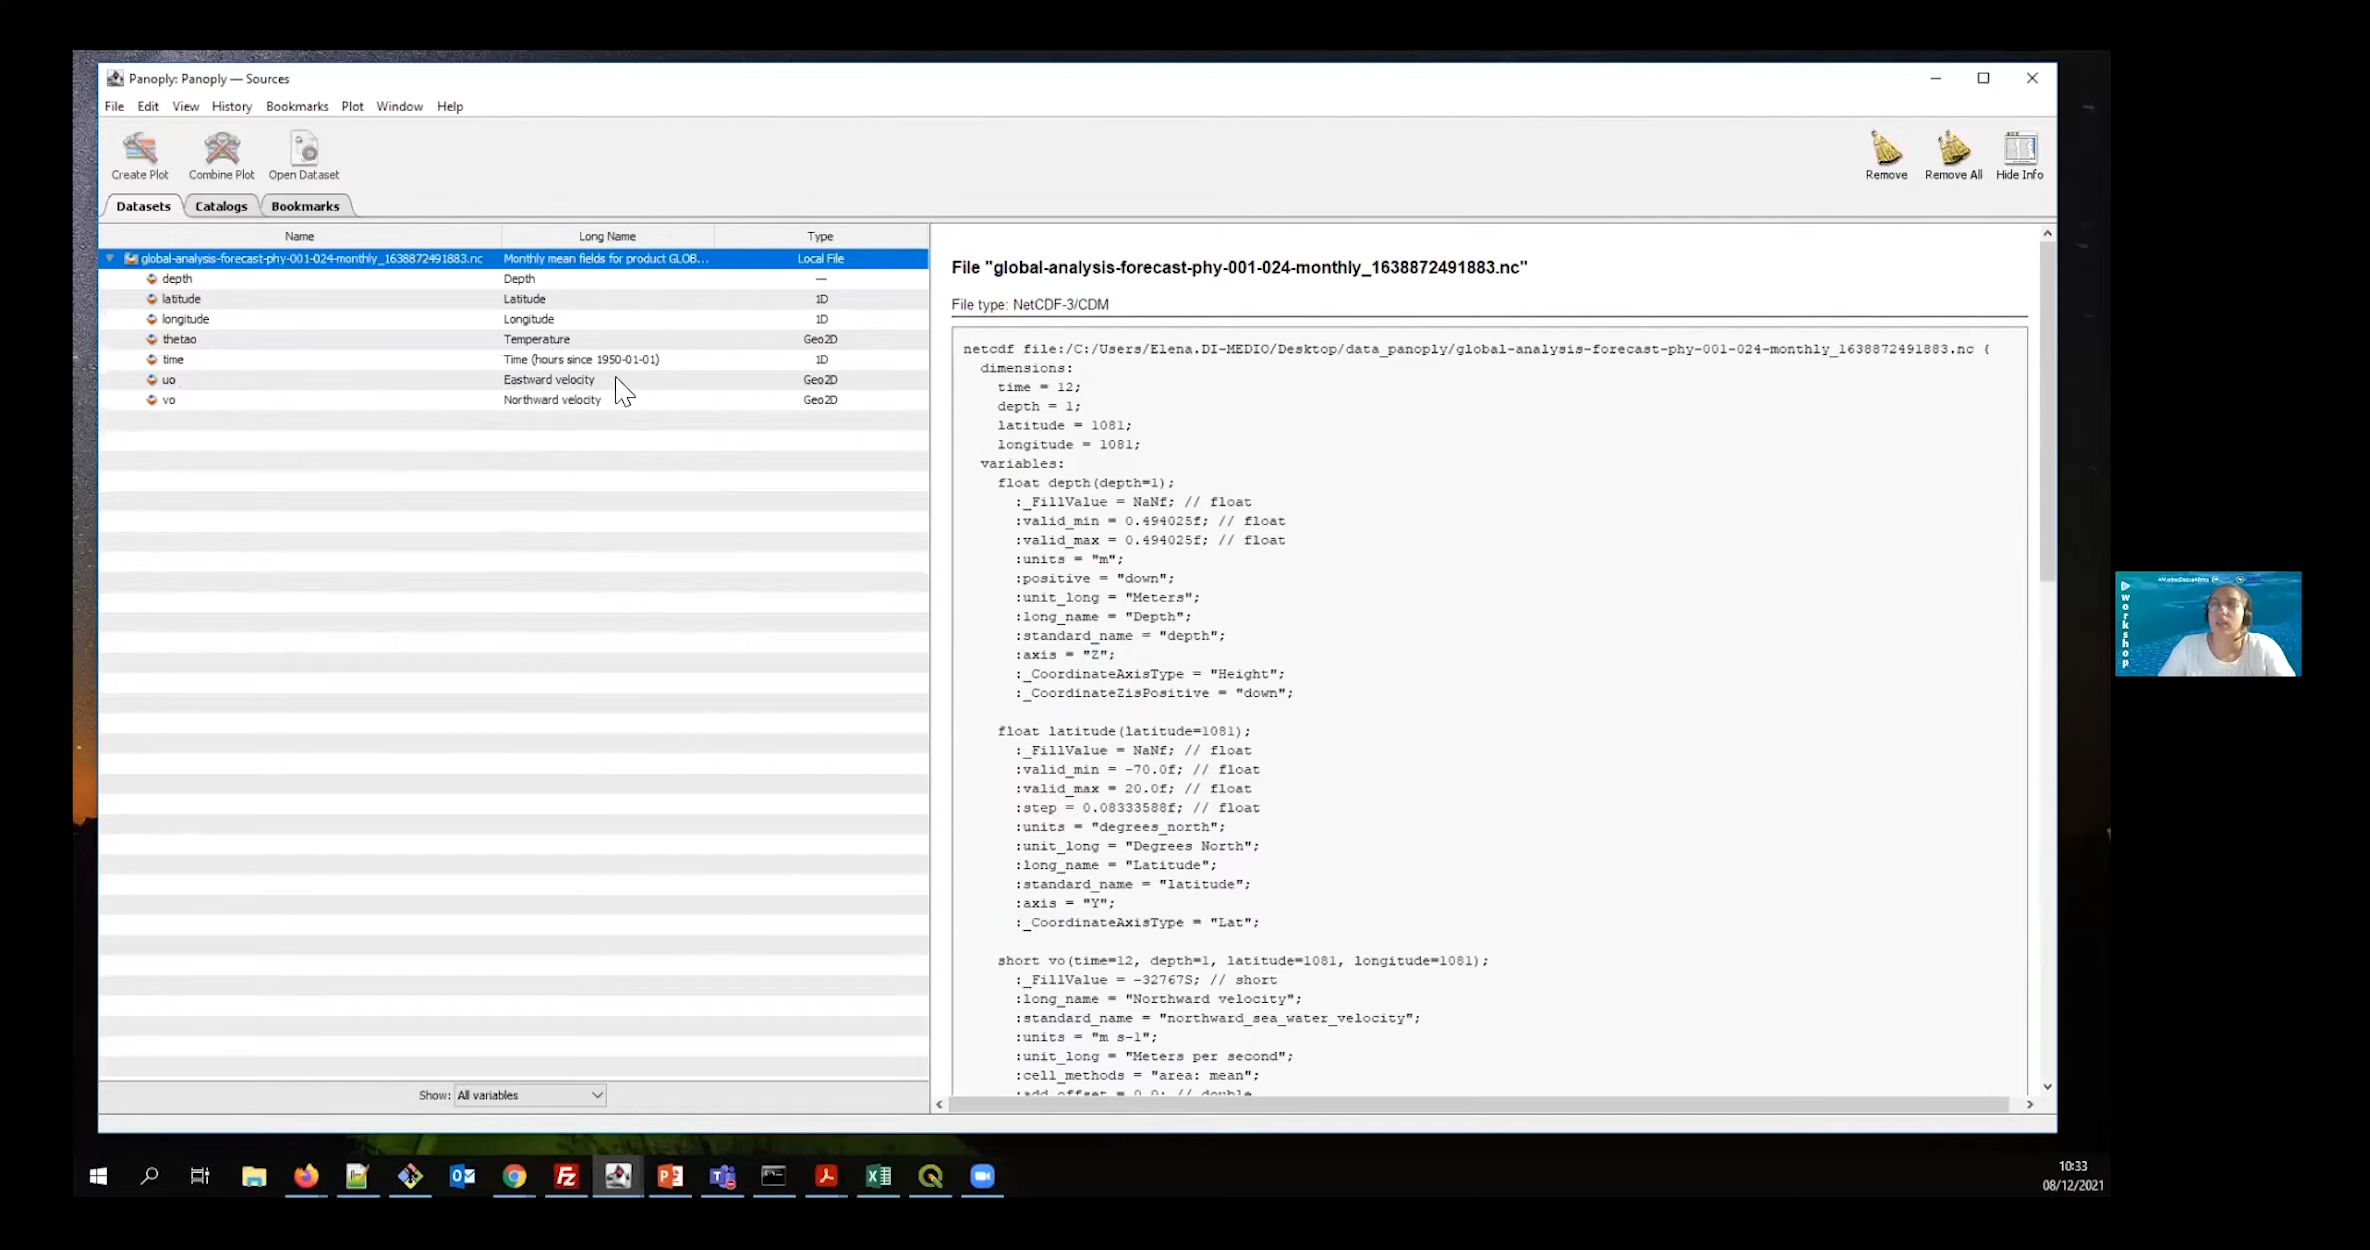 Panoply: Panoply — Sources
File Edit View History Bookmarks Plot Window Help
Create Plot Combine Plot Open Dataset
Remove Remove All Hide Info
Datasets Catalogs Bookmarks
Name Long Name Type
global-analysis-forecast-phy-001-024-monthly_1638872491883.nc Monthly mean fields for product GLOB... Local File
depth Depth —
latitude Latitude 1D
longitude Longitude 1D
thetao Temperature Geo2D
time Time (hours since 1950-01-01) 1D
uo Eastward velocity Geo2D
vo Northward velocity Geo2D
Show: All variables
File "global-analysis-forecast-phy-001-024-monthly_1638872491883.nc"
File type: NetCDF-3/CDM
netcdf file:/C:/Users/Elena.DI-MEDIO/Desktop/data_panoply/global-analysis-forecast-phy-001-024-monthly_1638872491883.nc {
dimensions:
time = 12;
depth = 1;
latitude = 1081;
longitude = 1081;
variables:
float depth(depth=1);
:_FillValue = NaNf; // float
:valid_min = 0.494025f; // float
:valid_max = 0.494025f; // float
:units = "m";
:positive = "down";
:unit_long = "Meters";
:long_name = "Depth";
:standard_name = "depth";
:axis = "Z";
:_CoordinateAxisType = "Height";
:_CoordinateZisPositive = "down";
float latitude(latitude=1081);
:_FillValue = NaNf; // float
:valid_min = -70.0f; // float
:valid_max = 20.0f; // float
:step = 0.08333588f; // float
:units = "degrees_north";
:unit_long = "Degrees North";
:long_name = "Latitude";
:standard_name = "latitude";
:axis = "Y";
:_CoordinateAxisType = "Lat";
short vo(time=12, depth=1, latitude=1081, longitude=1081);
:_FillValue = -32767S; // short
:long_name = "Northward velocity";
:standard_name = "northward_sea_water_velocity";
:units = "m s-1";
:unit_long = "Meters per second";
:cell_methods = "area: mean";
:add_offset = 0.0; // double
workshop
10:33
08/12/2021